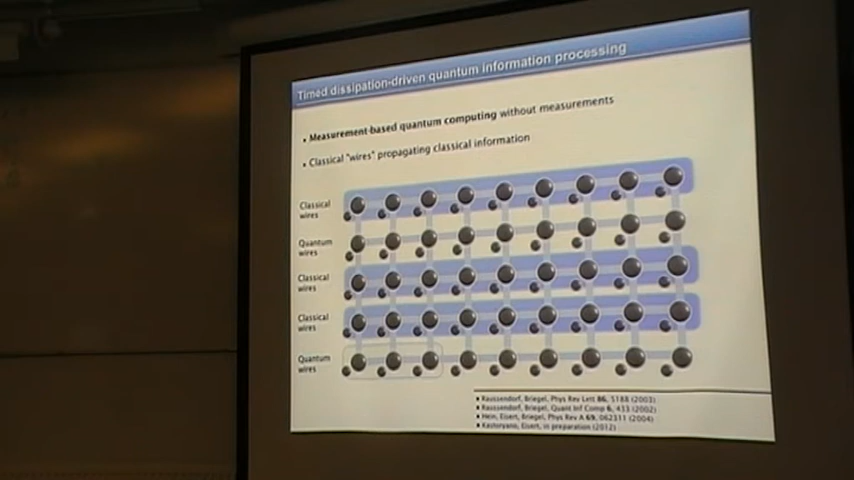 Timed dissipation-driven quantum information processing
▪ Measurement-based quantum computing without measurements
▪ Classical "wires" propagating classical information
Classical
wires
Quantum
wires
Classical
wires
Classical
wires
Quantum
wires
▪ Raussendorf, Briegel, Phys Rev Lett 86, 5188 (2003)
▪ Raussendorf, Briegel, Quant Inf Comp 6, 433 (2002)
▪ Hein, Eisert, Briegel, Phys Rev A 69, 062311 (2004)
▪ Kastoryano, Eisert, in preparation (2012)